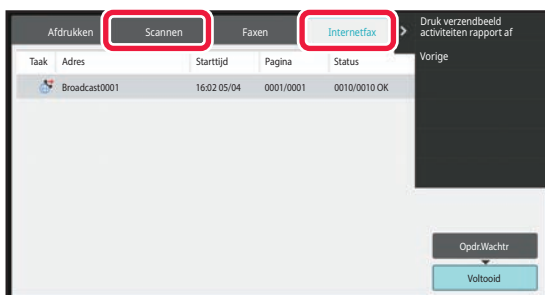 Afdrukken Scannen Faxen Internetfax
Taak Adres Starttijd Pagina Status
Broadcast0001 16:02 05/04 0001/0001 0010/0010 OK
Druk verzendbeeld
activiteiten rapport af
Vorige
Opdr.Wachtr
Voltooid